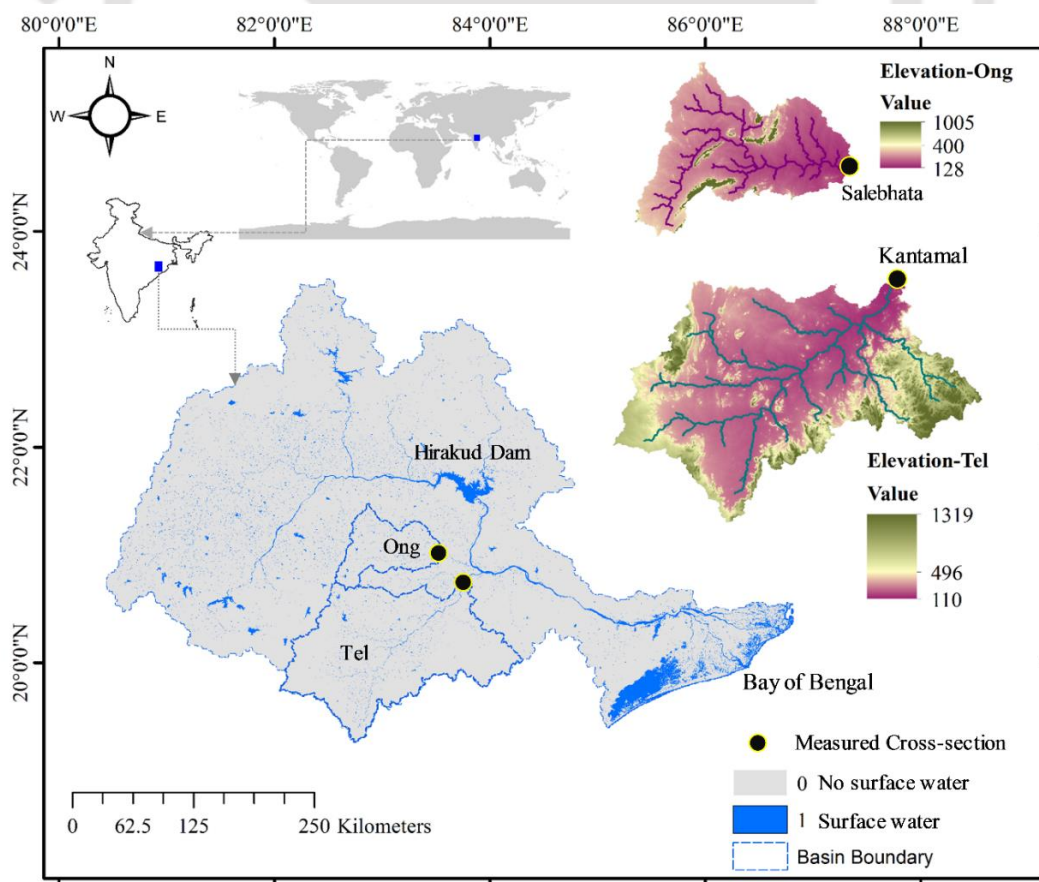 80°0'0"E
82°0'0"E
84°0'0"E
86°0'0"E
88°0'0"E
N
W
E
S
Elevation-Ong
Value
1005
400
128
Salebhata
24°0'0"N
Kantamal
22°0'0"N
Hirakud Dam
Elevation-Tel
Value
1319
496
110
Ong
Tel
20°0'0"N
Bay of Bengal
Measured Cross-section
0 No surface water
1 Surface water
Basin Boundary
0 62.5 125 250 Kilometers